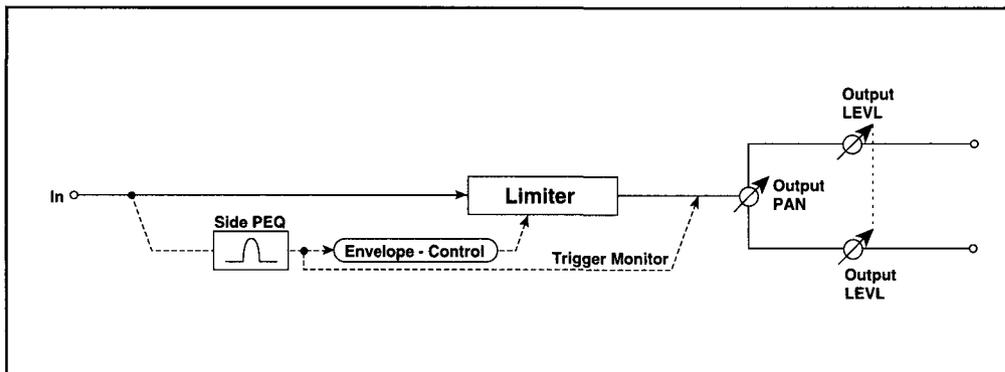 Output
LEVL
In
Limiter
Output
PAN
Side PEQ
Envelope - Control
Trigger Monitor
Output
LEVL